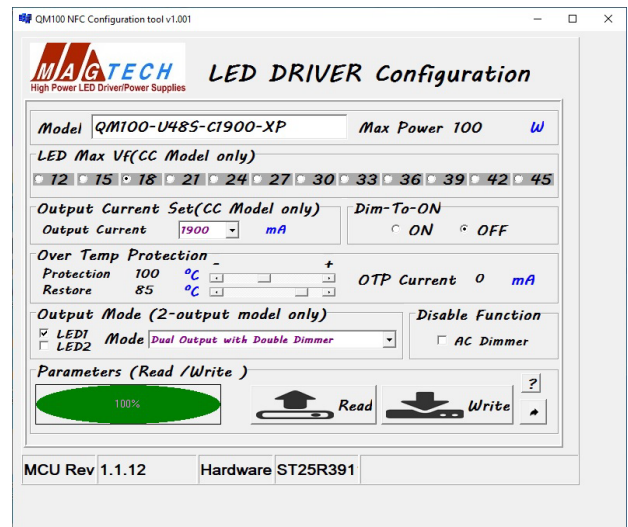 QM100 NFC Configuration tool v1.001
MAGTECH
High Power LED Driver/Power Supplies
LED DRIVER Configuration
Model QM100-U48S-C1900-XP Max Power 100 W
LED Max Vf(CC Model only)
12 15 18 21 24 27 30 33 36 39 42 45
Output Current Set(CC Model only)
Output Current 1900 mA
Dim-To-ON
ON OFF
Over Temp Protection - +
Protection 100 ºC
Restore 85 ºC
OTP Current 0 mA
Output Mode (2-output model only)
LED1
LED2
Mode Dual Output with Double Dimmer
Disable Function
AC Dimmer
Parameters (Read /Write )
100%
Read
Write
?
MCU Rev 1.1.12 Hardware ST25R391